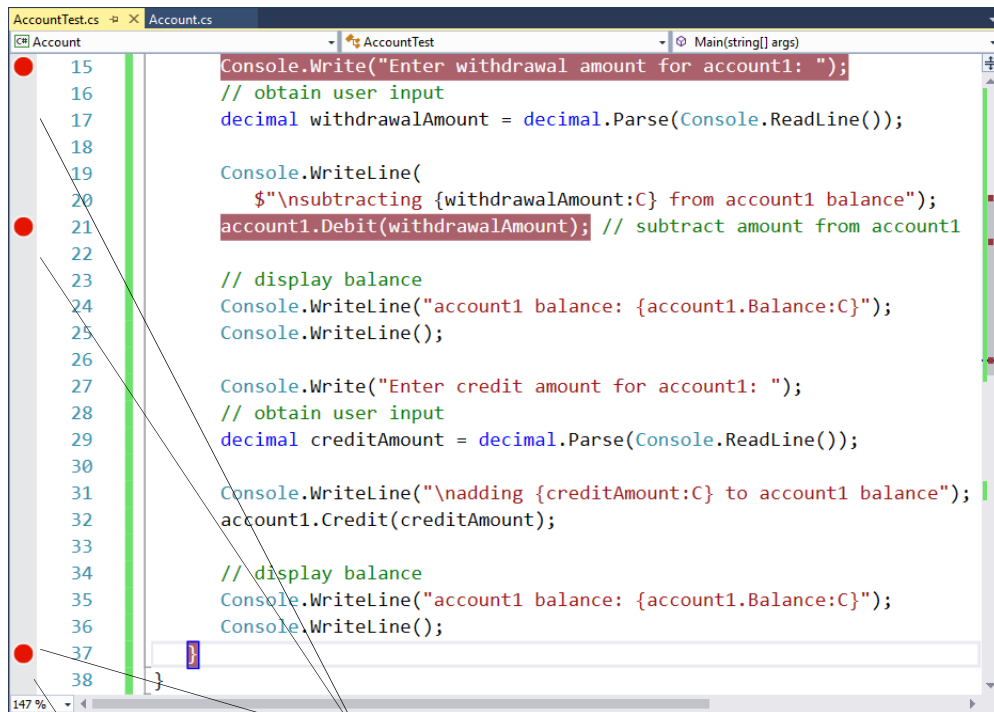 AccountTest.cs Account.cs
C# Account AccountTest Main(string[] args)
15 Console.Write("Enter withdrawal amount for account1: ");
16 // obtain user input
17 decimal withdrawalAmount = decimal.Parse(Console.ReadLine());
18
19 Console.WriteLine(
20 $"\nsubtracting {withdrawalAmount:C} from account1 balance");
21 account1.Debit(withdrawalAmount); // subtract amount from account1
22
23 // display balance
24 Console.WriteLine("account1 balance: {account1.Balance:C}");
25 Console.WriteLine();
26
27 Console.Write("Enter credit amount for account1: ");
28 // obtain user input
29 decimal creditAmount = decimal.Parse(Console.ReadLine());
30
31 Console.WriteLine("\nadding {creditAmount:C} to account1 balance");
32 account1.Credit(creditAmount);
33
34 // display balance
35 Console.WriteLine("account1 balance: {account1.Balance:C}");
36 Console.WriteLine();
37 }
38 }
147 %